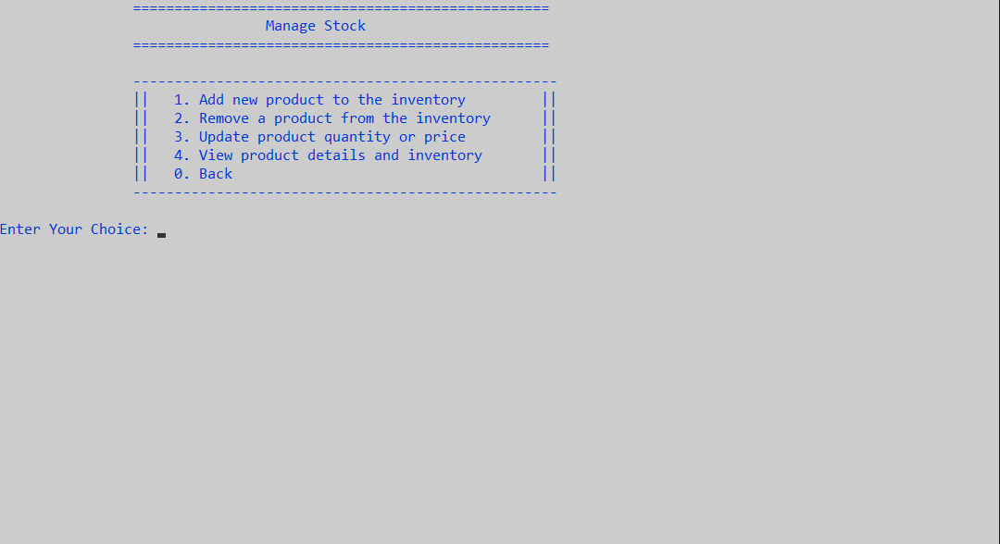 ==================================================
Manage Stock
==================================================
---------------------------------------------------
||   1. Add new product to the inventory         ||
||   2. Remove a product from the inventory      ||
||   3. Update product quantity or price         ||
||   4. View product details and inventory       ||
||   0. Back                                     ||
---------------------------------------------------
Enter Your Choice: